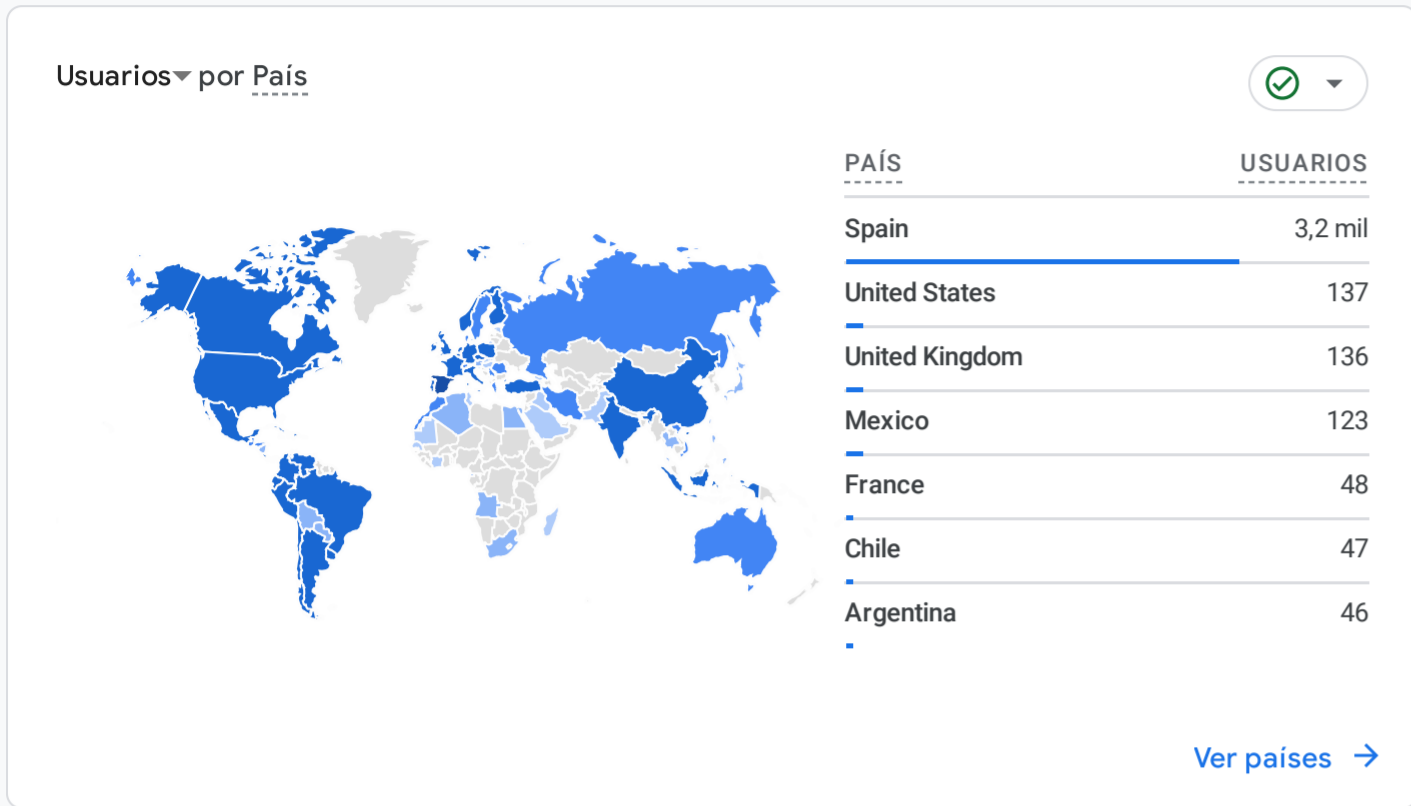 Usuarios por País
PAÍS USUARIOS
Spain 3,2 mil
United States 137
United Kingdom 136
Mexico 123
France 48
Chile 47
Argentina 46
Ver países